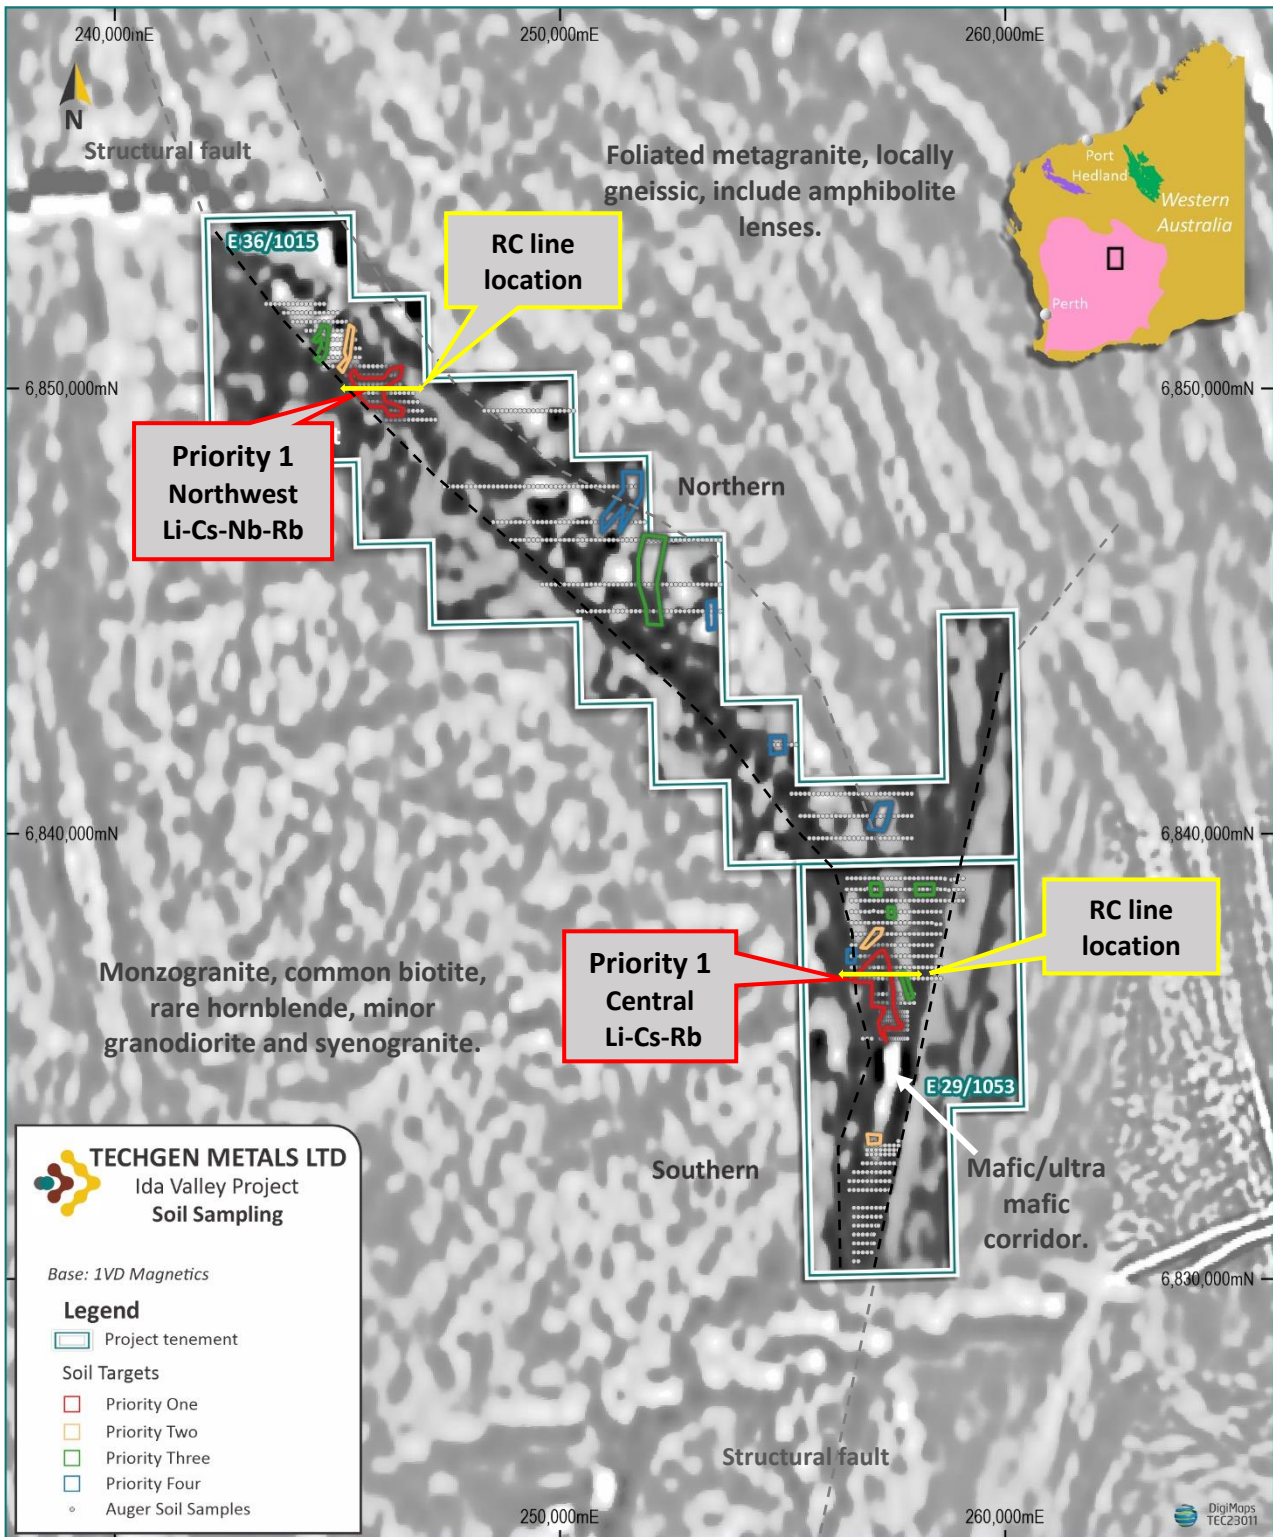 240,000mE
250,000mE
260,000mE
N
Structural fault
Foliated metagranite, locally
gneissic, include amphibolite
lenses.
Port
Hedland
Western
Australia
Perth
E 36/1015
RC line
location
6,850,000mN
6,850,000mN
t
Priority 1
Northwest
Li-Cs-Nb-Rb
Northern
6,840,000mN
6,840,000mN
RC line
location
Priority 1
Central
Li-Cs-Rb
Monzogranite, common biotite,
rare hornblende, minor
granodiorite and syenogranite.
E 29/1053
Southern
Mafic/ultra
mafic
corridor.
6,830,000mN
TECHGEN METALS LTD
Ida Valley Project
Soil Sampling
Base: 1VD Magnetics
Legend
Project tenement
Soil Targets
Priority One
Priority Two
Priority Three
Priority Four
Auger Soil Samples
Structural fault
250,000mE
260,000mE
DigiMaps
TEC23011